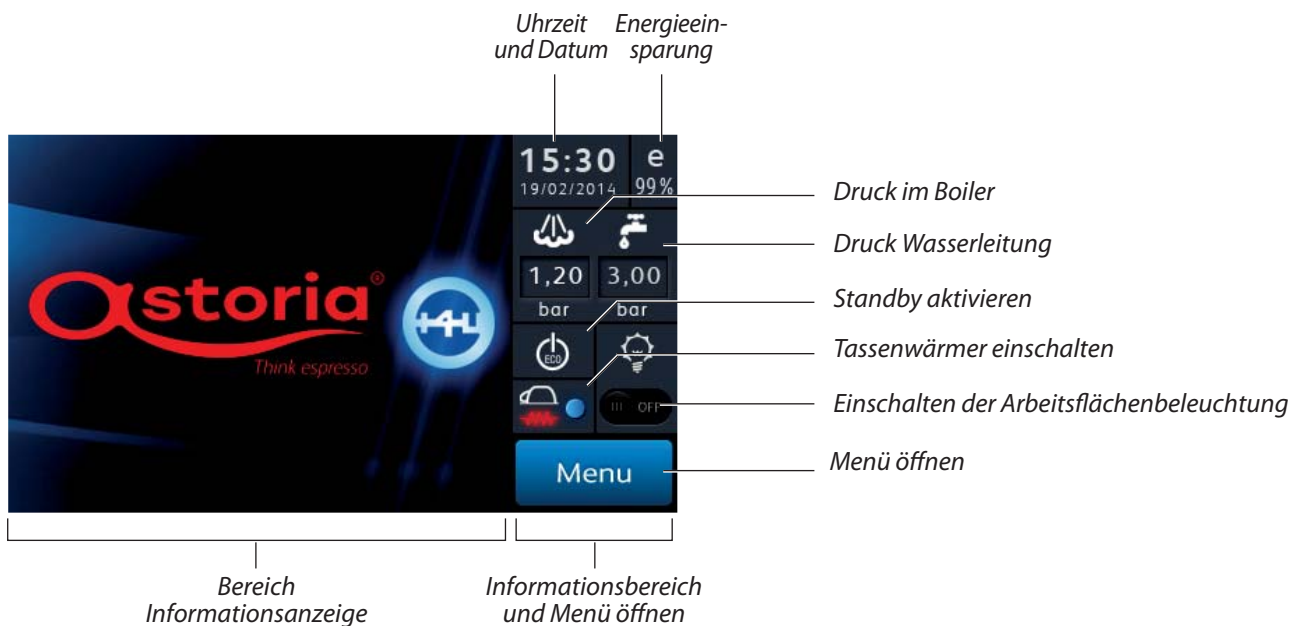 Uhrzeit
und Datum
Energieein-
sparung
15:30
19/02/2014
e
99%
Druck im Boiler
Druck Wasserleitung
1,20
3,00
bar
bar
Standby aktivieren
ECO
Tassenwärmer einschalten
OFF
Einschalten der Arbeitsflächenbeleuchtung
Menu
Menü öffnen
astoria®
Think espresso
+4U
Bereich
Informationsanzeige
Informationsbereich
und Menü öffnen